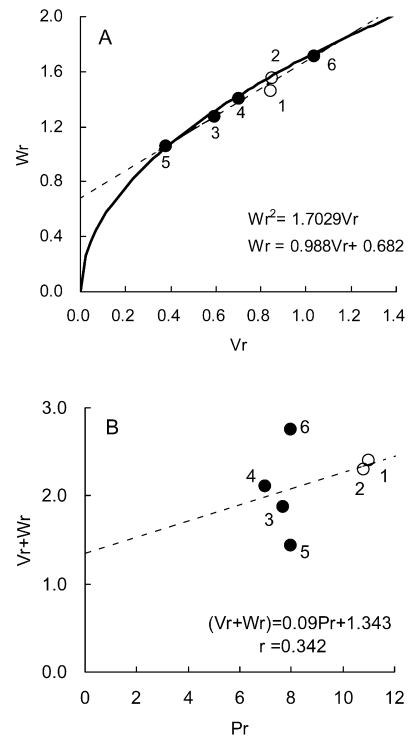 A
2.0
1.6
1.2
0.8
0.4
0.0
Wr
2
1
6
4
3
5
Wr²= 1.7029Vr
Wr = 0.988Vr+ 0.682
0.0 0.2 0.4 0.6 0.8 1.0 1.2 1.4
Vr
B
3.0
2.0
1.0
0.0
Vr+Wr
6
4
3
5
1
2
(Vr+Wr)=0.09Pr+1.343
r =0.342
0 2 4 6 8 10 12
Pr